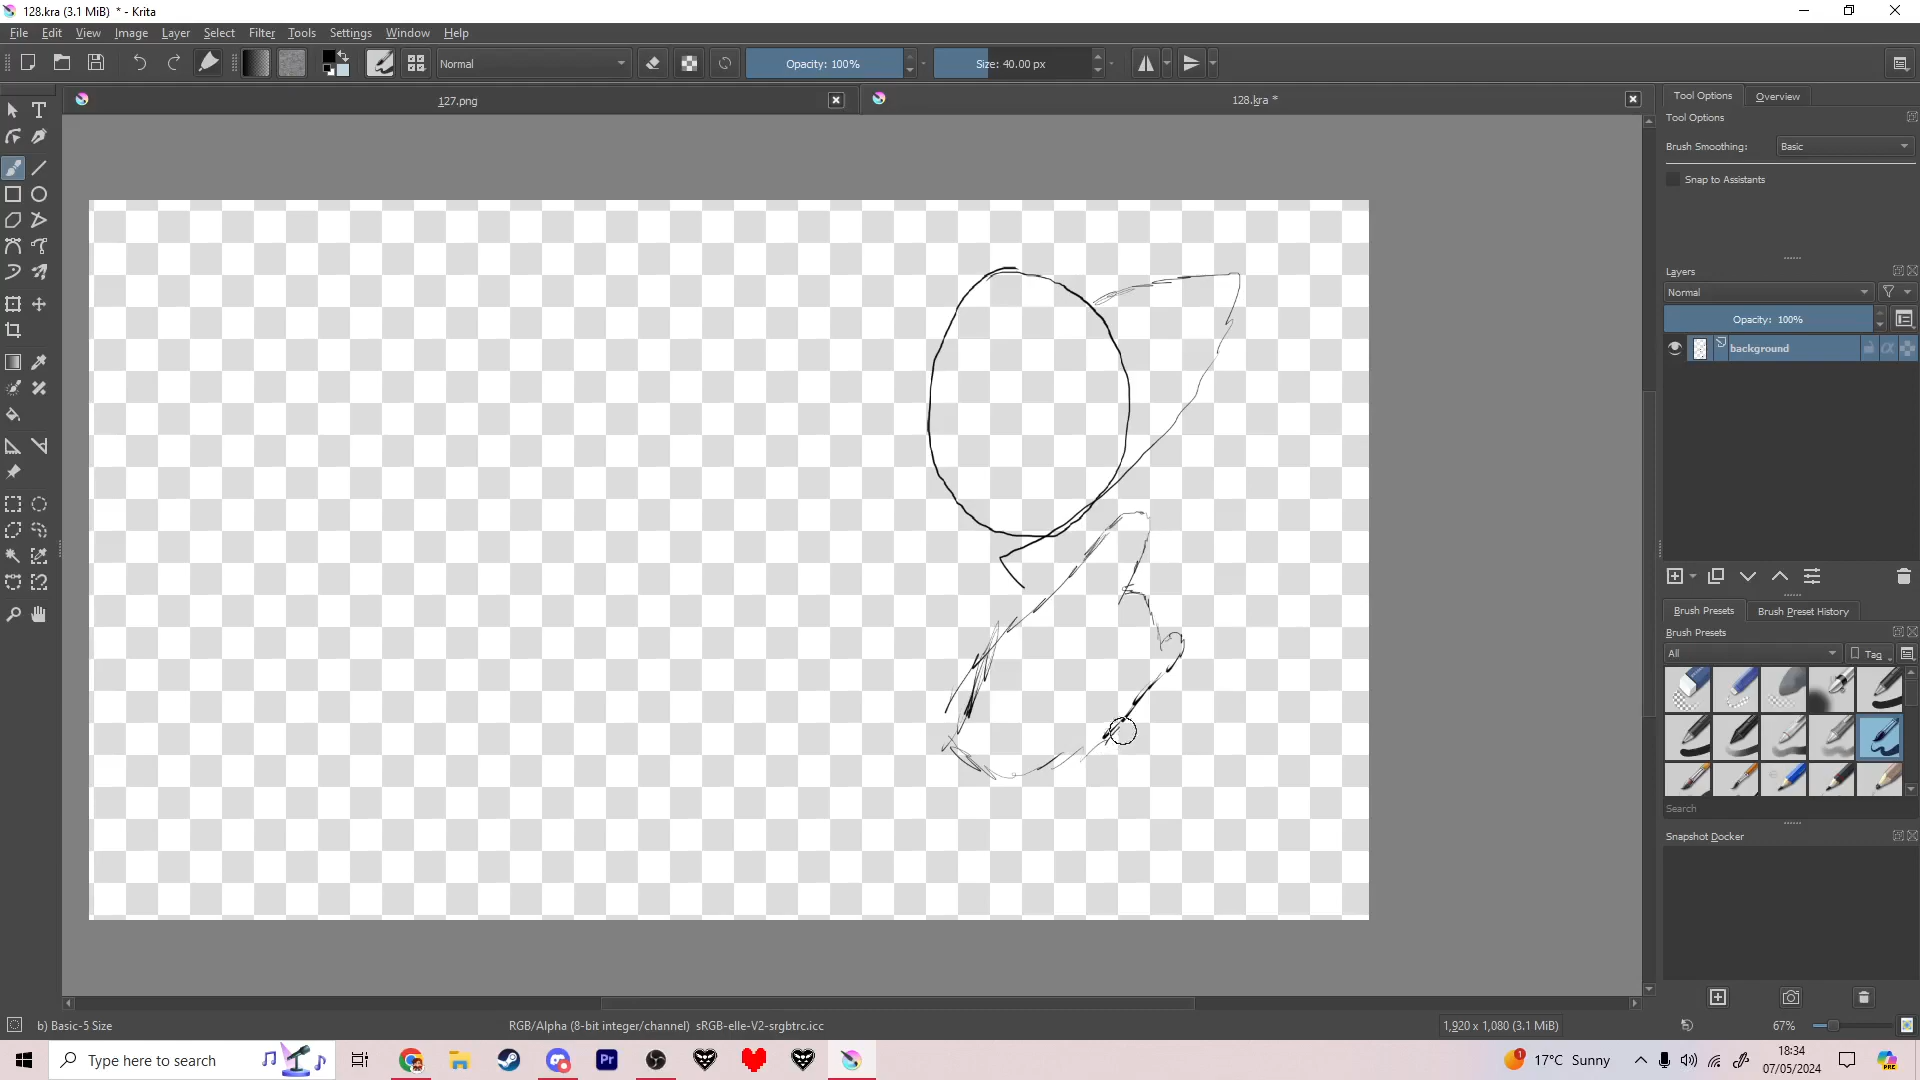 128.kra (3.1 MiB) * - Krita
File Edit View Image Layer Select Filter Tools Settings Window Help
Normal
Opacity: 100%
Size: 40.00 px
127.png
128.kra *
Tool Options Overview
Tool Options
Brush Smoothing: Basic
Snap to Assistants
Layers
Normal
Opacity: 100%
background
Brush Presets Brush Preset History
Brush Presets
All
Tag
Search
Snapshot Docker
b) Basic-5 Size
RGB/Alpha (8-bit integer/channel) sRGB-elle-V2-srgbtrc.icc
1,920 x 1,080 (3.1 MiB)
67%
Type here to search
Pr
1
17°C Sunny
18:34
07/05/2024
PRE